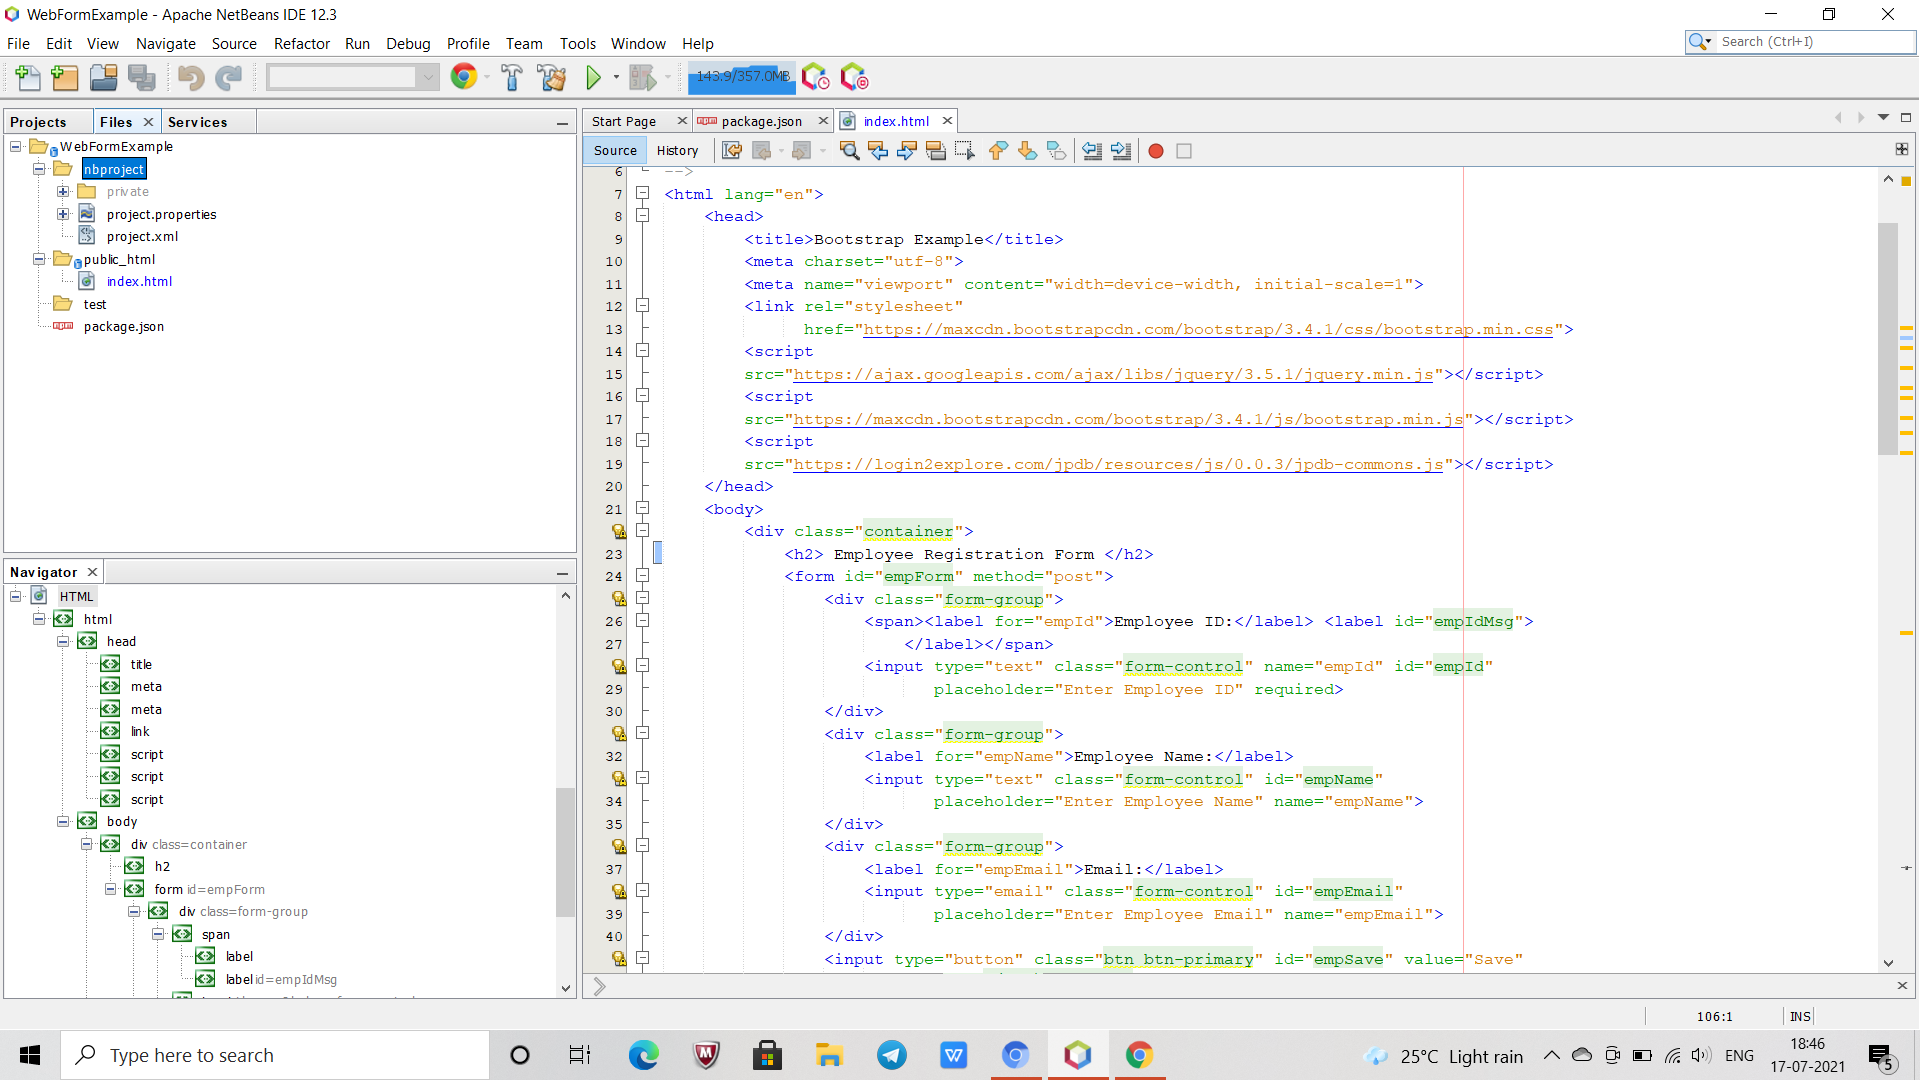 WebFormExample - Apache NetBeans IDE 12.3
File Edit View Navigate Source Refactor Run Debug Profile Team Tools Window Help
Search (Ctrl+I)
143.9/357.0MB
Projects Files Services
WebFormExample
nbproject
private
project.properties
project.xml
public_html
index.html
test
package.json
Navigator
HTML
html
head
title
meta
meta
link
script
script
script
body
div class=container
h2
form id=empForm
div class=form-group
span
label
label id=empIdMsg
Start Page package.json index.html
Source History
6 -->
7 <html lang="en">
8 <head>
9 <title>Bootstrap Example</title>
10 <meta charset="utf-8">
11 <meta name="viewport" content="width=device-width, initial-scale=1">
12 <link rel="stylesheet"
13 href="https://maxcdn.bootstrapcdn.com/bootstrap/3.4.1/css/bootstrap.min.css">
14 <script
15 src="https://ajax.googleapis.com/ajax/libs/jquery/3.5.1/jquery.min.js"></script>
16 <script
17 src="https://maxcdn.bootstrapcdn.com/bootstrap/3.4.1/js/bootstrap.min.js"></script>
18 <script
19 src="https://login2explore.com/jpdb/resources/js/0.0.3/jpdb-commons.js"></script>
20 </head>
21 <body>
<div class="container">
23 <h2> Employee Registration Form </h2>
24 <form id="empForm" method="post">
<div class="form-group">
26 <span><label for="empId">Employee ID:</label> <label id="empIdMsg">
27 </label></span>
<input type="text" class="form-control" name="empId" id="empId"
29 placeholder="Enter Employee ID" required>
30 </div>
<div class="form-group">
32 <label for="empName">Employee Name:</label>
<input type="text" class="form-control" id="empName"
34 placeholder="Enter Employee Name" name="empName">
35 </div>
<div class="form-group">
37 <label for="empEmail">Email:</label>
<input type="email" class="form-control" id="empEmail"
39 placeholder="Enter Employee Email" name="empEmail">
40 </div>
<input type="button" class="btn btn-primary" id="empSave" value="Save"
106:1 INS
Type here to search
25°C Light rain
ENG
18:46
17-07-2021
5